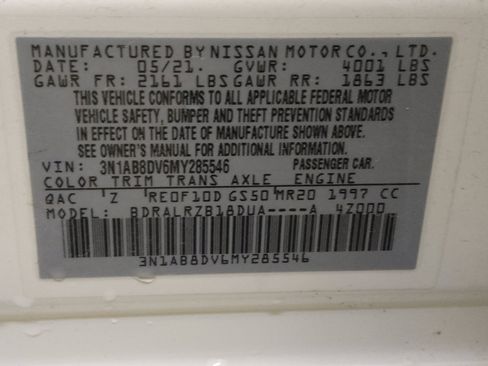 MANUFACTURED BY NISSAN MOTOR CO., LTD.
DATE: 05/21. GVWR: 4001 LBS
GAWR FR: 2161 LBS GAWR RR: 1863 LBS
THIS VEHICLE CONFORMS TO ALL APPLICABLE FEDERAL MOTOR
VEHICLE SAFETY, BUMPER AND THEFT PREVENTION STANDARDS
IN EFFECT ON THE DATE OF MANUFACTURE SHOWN ABOVE.
SEE OWNER'S MANUAL FOR ADDITIONAL INFORMATION.
VIN: 3N1AB8DV6MY285546 PASSENGER CAR.
COLOR TRIM TRANS AXLE ENGINE
QAC Z RE0F10D GS50 MR20 1997 CC
MODEL: BDRALRZB18DUA----A 4Z000
3N1AB8DV6MY285546